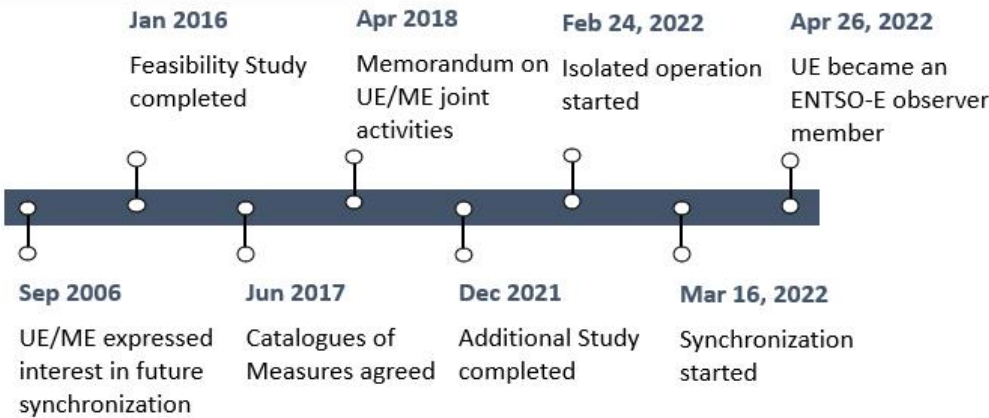 Jan 2016
Feasibility Study
completed
Apr 2018
Memorandum on
UE/ME joint
activities
Feb 24, 2022
Isolated operation
started
Apr 26, 2022
UE became an
ENTSO-E observer
member
Sep 2006
UE/ME expressed
interest in future
synchronization
Jun 2017
Catalogues of
Measures agreed
Dec 2021
Additional Study
completed
Mar 16, 2022
Synchronization
started